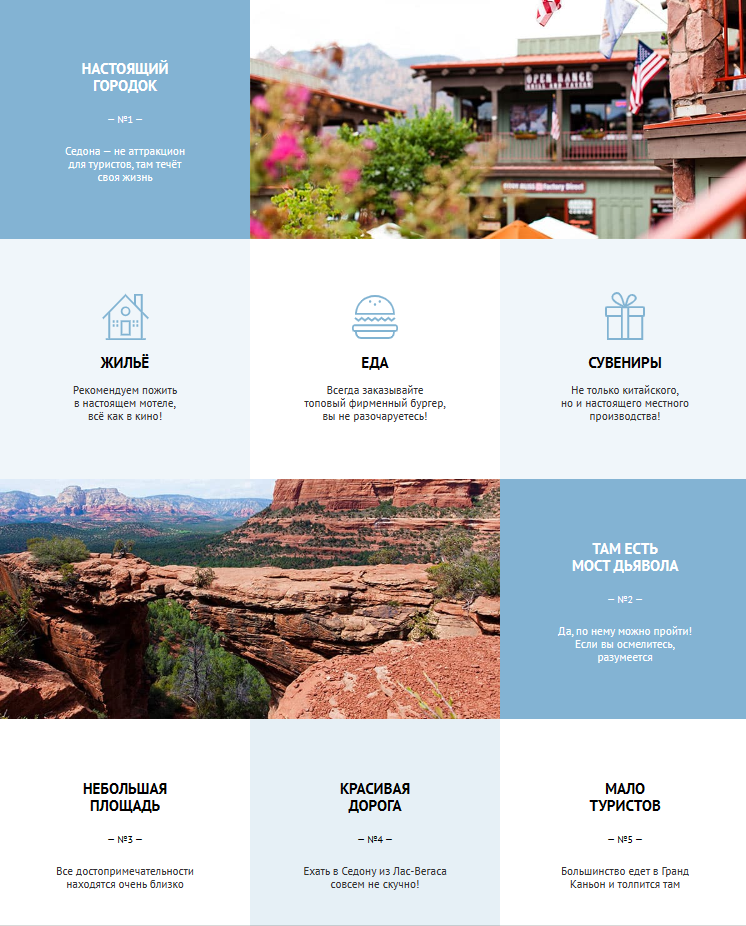 НАСТОЯЩИЙ
ГОРОДОК
— №1 —
Седона — не аттракцион
для туристов, там течёт
своя жизнь
OPEN RANGE
GRILL AND TAVERN
Factory Direct
ЖИЛЬЁ
Рекомендуем пожить
в настоящем мотеле,
всё как в кино!
ЕДА
Всегда заказывайте
топовый фирменный бургер,
вы не разочаруетесь!
СУВЕНИРЫ
Не только китайского,
но и настоящего местного
производства!
ТАМ ЕСТЬ
МОСТ ДЬЯВОЛА
— №2 —
Да, по нему можно пройти!
Если вы осмелитесь,
разумеется
НЕБОЛЬШАЯ
ПЛОЩАДЬ
— №3 —
Все достопримечательности
находятся очень близко
КРАСИВАЯ
ДОРОГА
— №4 —
Ехать в Седону из Лас-Вегаса
совсем не скучно!
МАЛО
ТУРИСТОВ
— №5 —
Большинство едет в Гранд
Каньон и толпится там